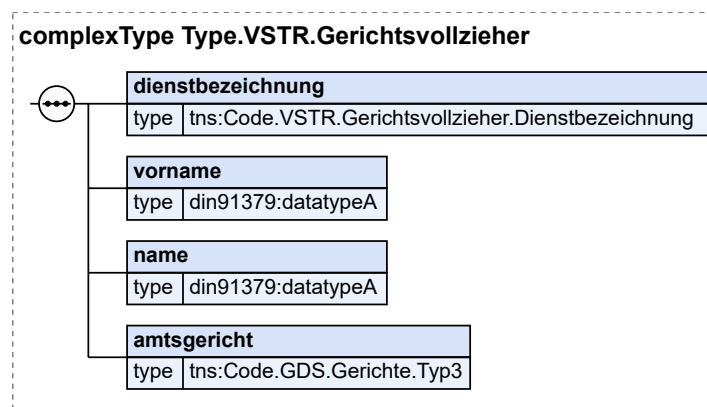 complexType Type.VSTR.Gerichtsvollzieher
dienstbezeichnung
type tns:Code.VSTR.Gerichtsvollzieher.Dienstbezeichnung
vorname
type din91379:datatypeA
name
type din91379:datatypeA
amtsgericht
type tns:Code.GDS.Gerichte.Typ3